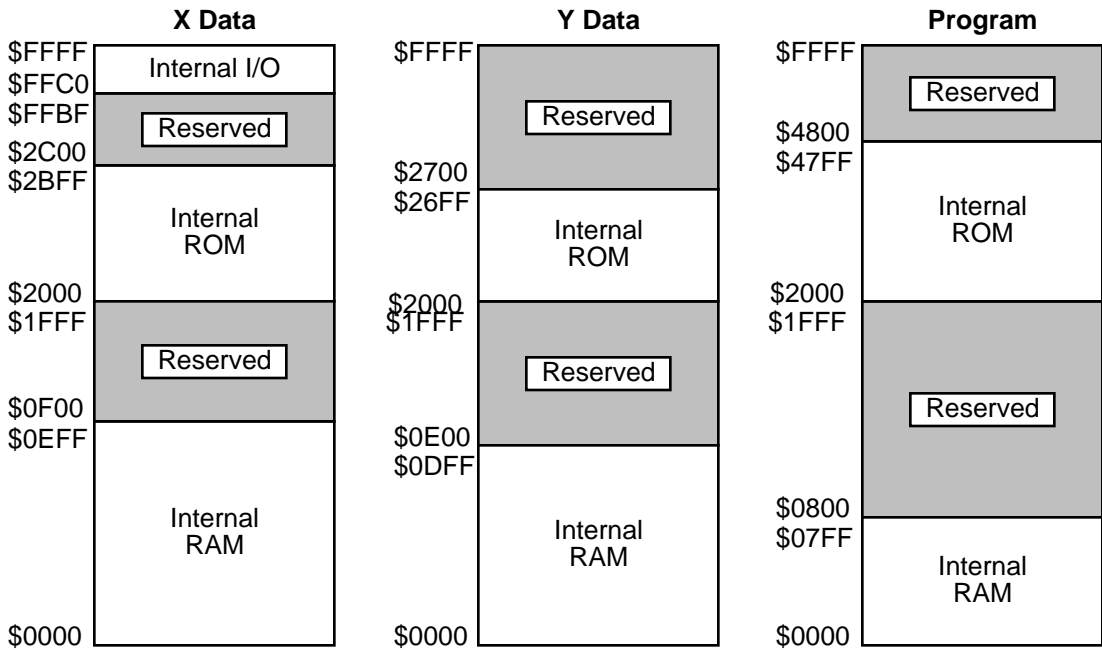 X Data
$FFFF
Internal I/O
$FFC0
$FFBF
Reserved
$2C00
$2BFF
Internal
ROM
$2000
$1FFF
Reserved
$0F00
$0EFF
Internal
RAM
$0000
Y Data
$FFFF
Reserved
$2700
$26FF
Internal
ROM
$2000
$1FFF
Reserved
$0E00
$0DFF
Internal
RAM
$0000
Program
$FFFF
Reserved
$4800
$47FF
Internal
ROM
$2000
$1FFF
Reserved
$0800
$07FF
Internal
RAM
$0000